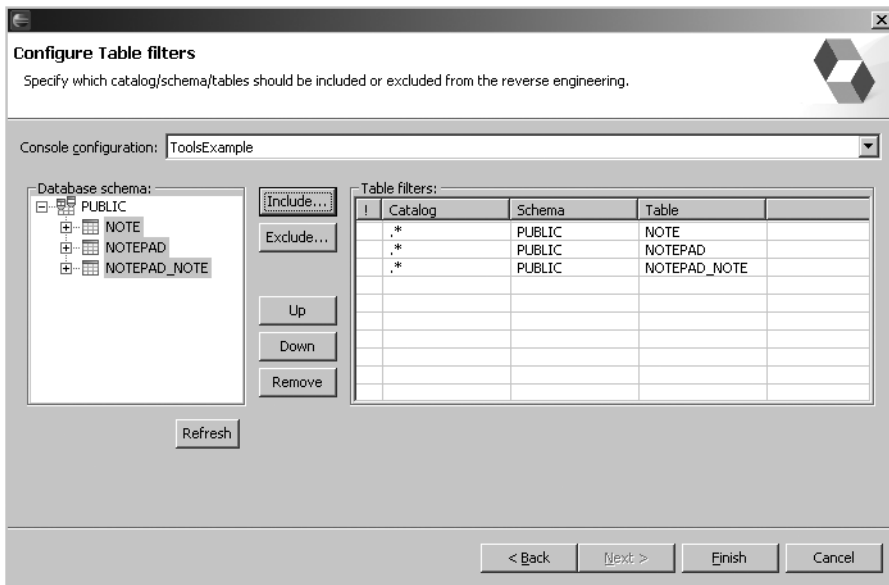 Configure Table filters
Specify which catalog/schema/tables should be included or excluded from the reverse engineering.
Console configuration: ToolsExample
Database schema:
PUBLIC
NOTE
NOTEPAD
NOTEPAD_NOTE
Include...
Exclude...
Up
Down
Remove
Refresh
Table filters:
! Catalog Schema Table
.* PUBLIC NOTE
.* PUBLIC NOTEPAD
.* PUBLIC NOTEPAD_NOTE
< Back Next > Finish Cancel